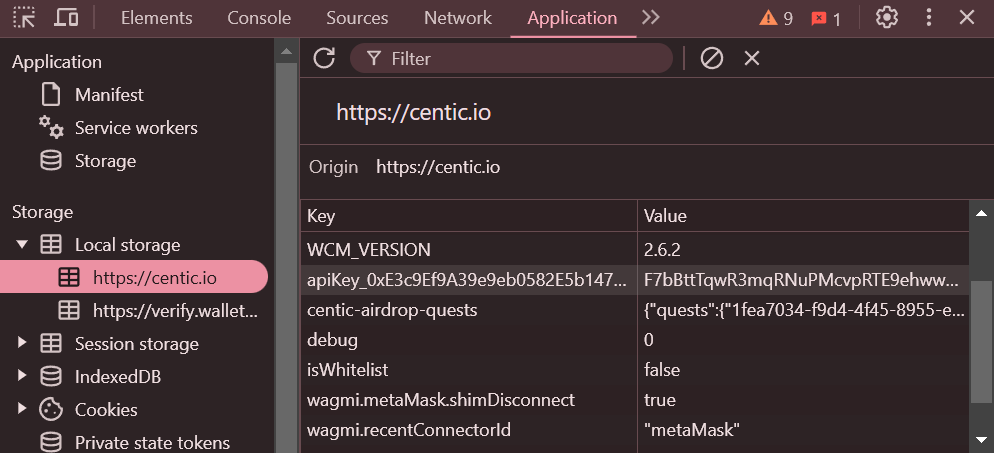 Elements Console Sources Network Application 9 1
Application
Manifest
Service workers
Storage
Storage
Local storage
https://centic.io
https://verify.wallet...
Session storage
IndexedDB
Cookies
Private state tokens
Filter
https://centic.io
Origin https://centic.io
Key Value
WCM_VERSION 2.6.2
apiKey_0xE3c9Ef9A39e9eb0582E5b147... F7bBttTqwR3mqRNuPMcvpRTE9ehww...
centic-airdrop-quests {"quests":{"1fea7034-f9d4-4f45-8955-e...
debug 0
isWhitelist false
wagmi.metaMask.shimDisconnect true
wagmi.recentConnectorId "metaMask"